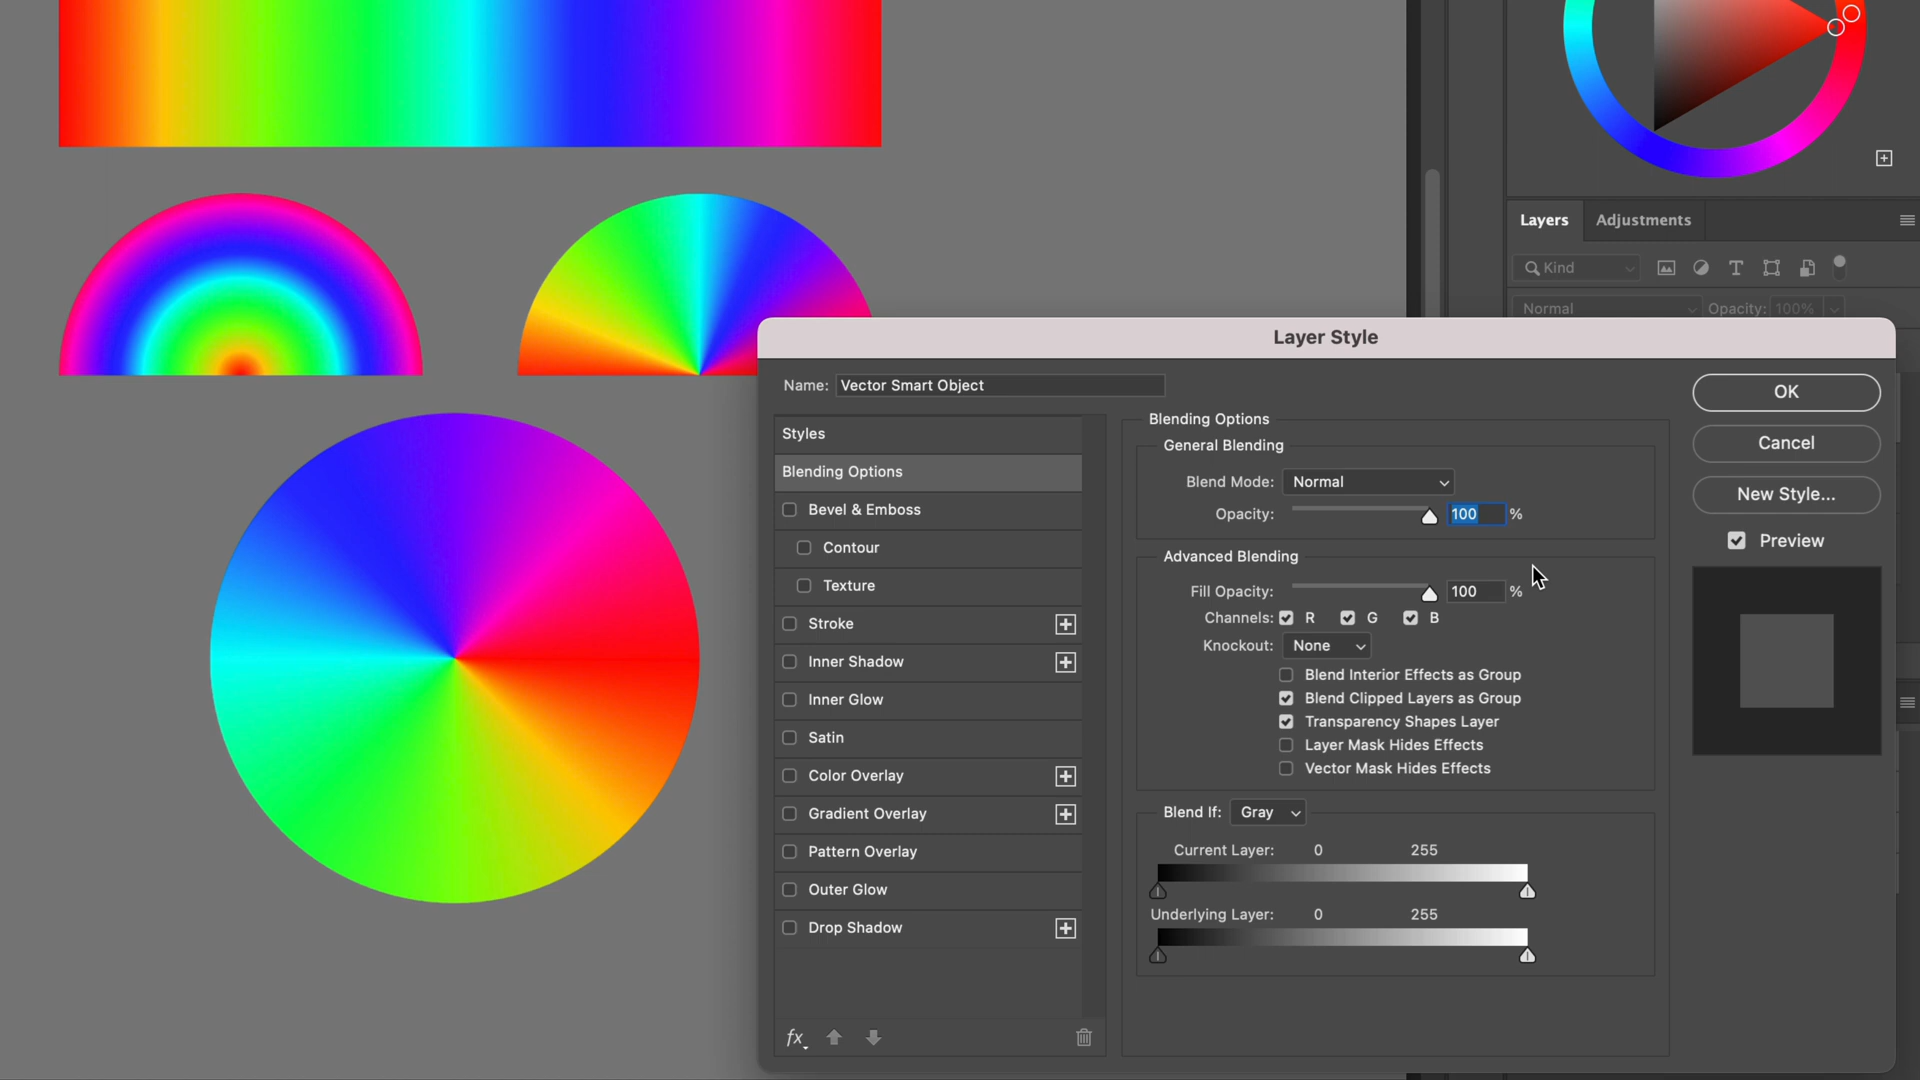 Layers
Adjustments
Kind
Normal
Opacity: 100%
Layer Style
Name: Vector Smart Object
Styles
Blending Options
Bevel & Emboss
Contour
Texture
Stroke
Inner Shadow
Inner Glow
Satin
Color Overlay
Gradient Overlay
Pattern Overlay
Outer Glow
Drop Shadow
fx
Blending Options
General Blending
Blend Mode: Normal
Opacity: 100 %
Advanced Blending
Fill Opacity: 100 %
Channels: R G B
Knockout: None
Blend Interior Effects as Group
Blend Clipped Layers as Group
Transparency Shapes Layer
Layer Mask Hides Effects
Vector Mask Hides Effects
Blend If: Gray
Current Layer: 0 255
Underlying Layer: 0 255
OK
Cancel
New Style...
Preview